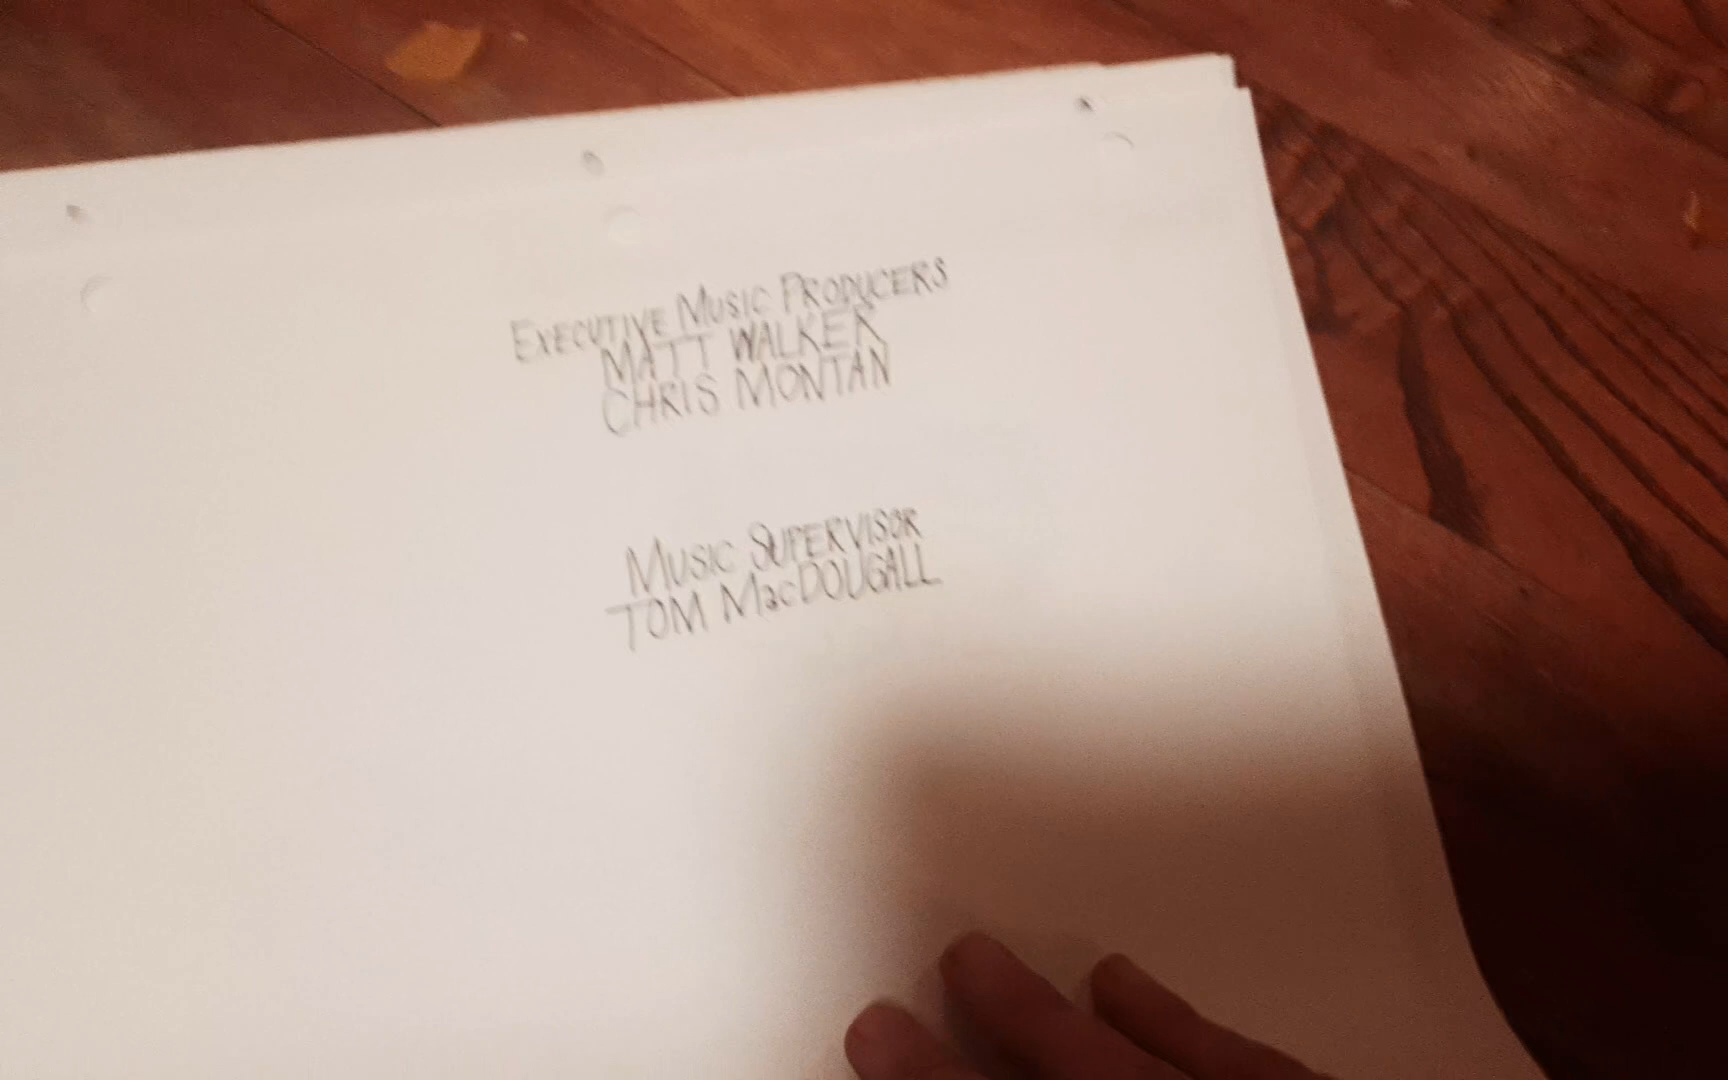 EXECUTIVE MUSIC PRODUCERS
MATT WALKER
CHRIS MONTAN
MUSIC SUPERVISOR
TOM MacDOUGALL